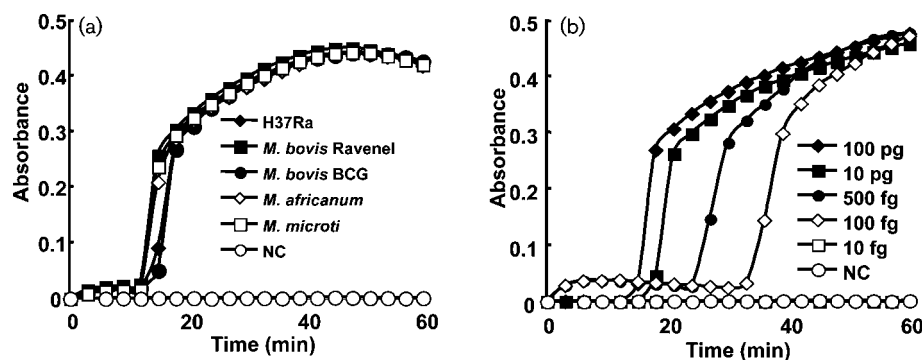 (a)
Absorbance
0.5
0.4
0.3
0.2
0.1
0
0 20 40 60
Time (min)
H37Ra
M. bovis Ravenel
M. bovis BCG
M. africanum
M. microti
NC
(b)
Absorbance
0.5
0.4
0.3
0.2
0.1
0
0 20 40 60
Time (min)
100 pg
10 pg
500 fg
100 fg
10 fg
NC